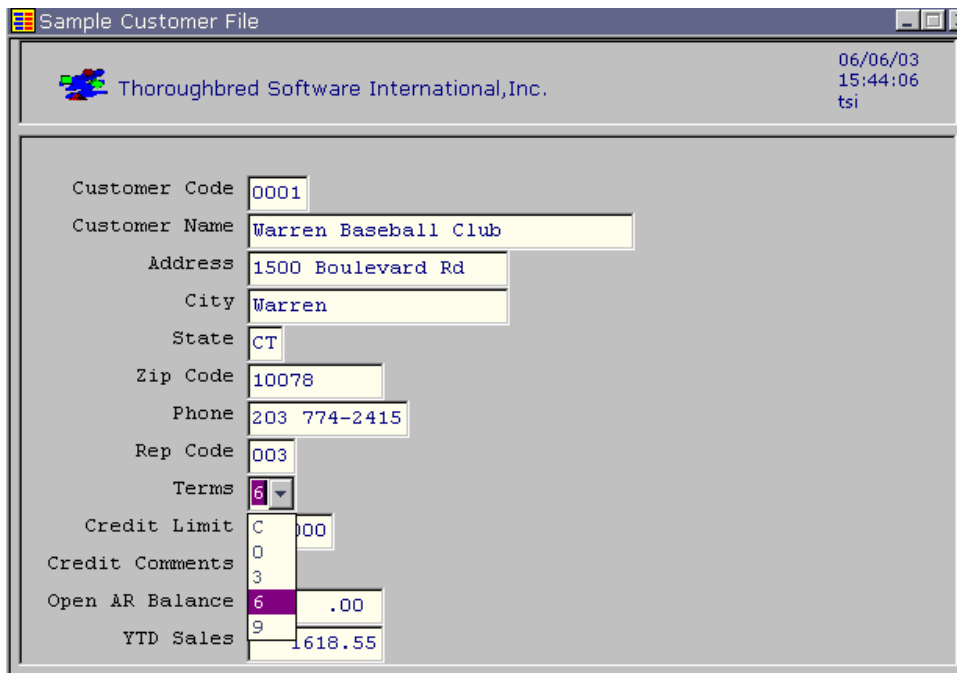 Sample Customer File
06/06/03
15:44:06
tsi
Thoroughbred Software International,Inc.
Customer Code 0001
Customer Name Warren Baseball Club
Address 1500 Boulevard Rd
City Warren
State CT
Zip Code 10078
Phone 203 774-2415
Rep Code 003
Terms 6
Credit Limit
C
0
3
6
9
Credit Comments
Open AR Balance .00
YTD Sales 1618.55